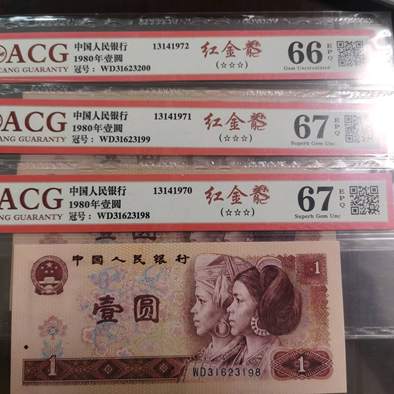 ACG
CANG GUARANTY
中国人民银行
1980年壹圆
冠号：WD31623200
13141972
红金龙
(☆☆☆)
66
EPQ
Gem Uncirculated
ACG
CANG GUARANTY
中国人民银行
1980年壹圆
冠号：WD31623199
13141971
红金龙
(☆☆☆)
67
EPQ
Superb Gem Unc
ACG
CANG GUARANTY
中国人民银行
1980年壹圆
冠号：WD31623198
13141970
红金龙
(☆☆☆)
67
EPQ
Superb Gem Unc
中国人民银行
1
壹圆
1
WD31623198